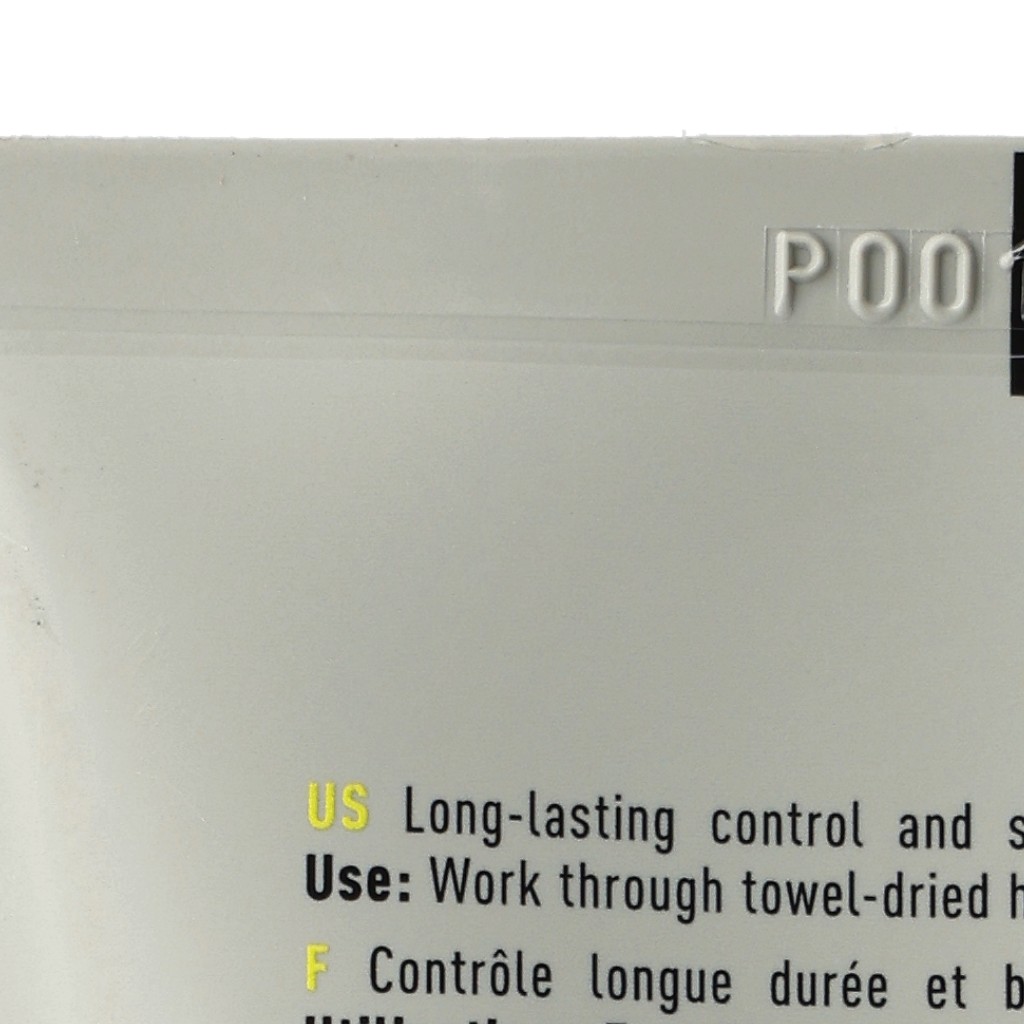 P00
US Long-lasting control and
Use: Work through towel-dried
F Contrôle longue durée et